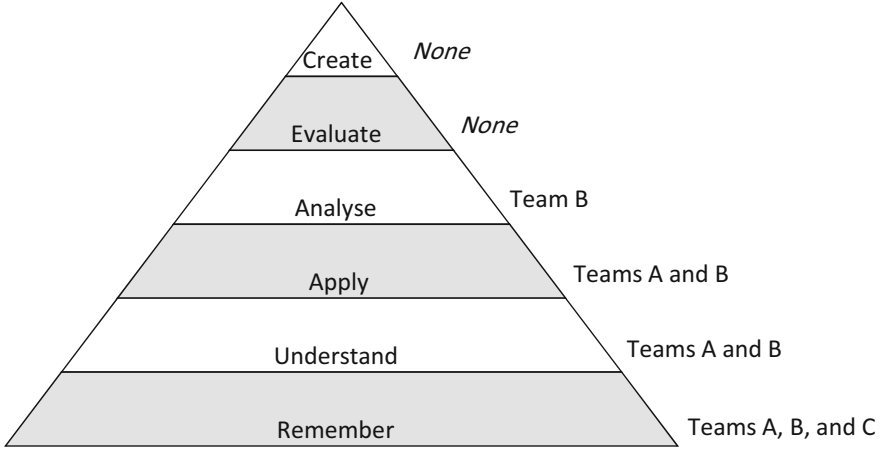 Create
None
Evaluate
None
Analyse
Team B
Apply
Teams A and B
Understand
Teams A and B
Remember
Teams A, B, and C